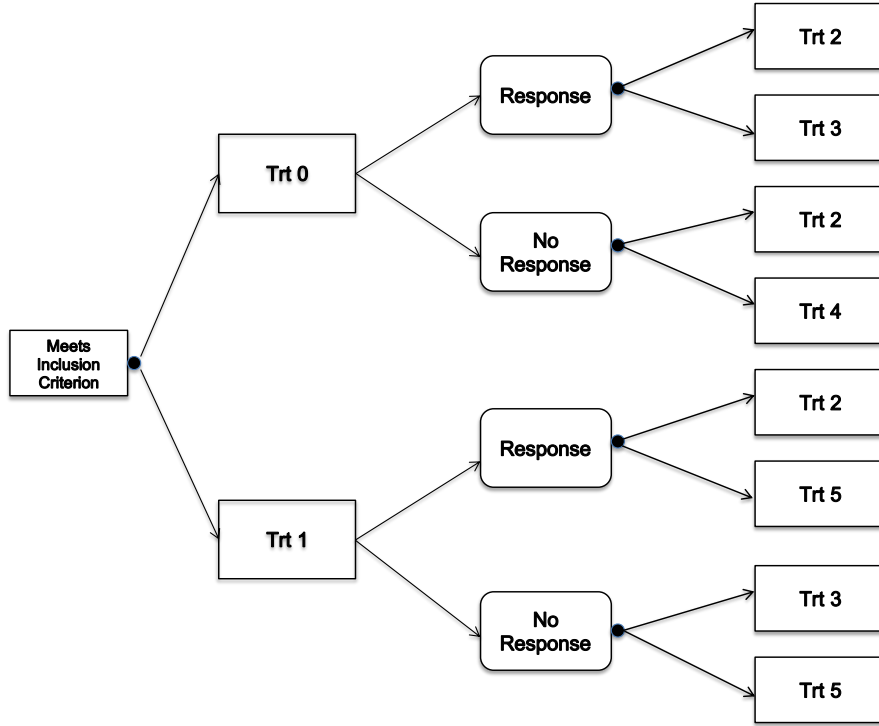 Meets
Inclusion
Criterion
Trt 0
Trt 1
Response
No
Response
Response
No
Response
Trt 2
Trt 3
Trt 2
Trt 4
Trt 2
Trt 5
Trt 3
Trt 5